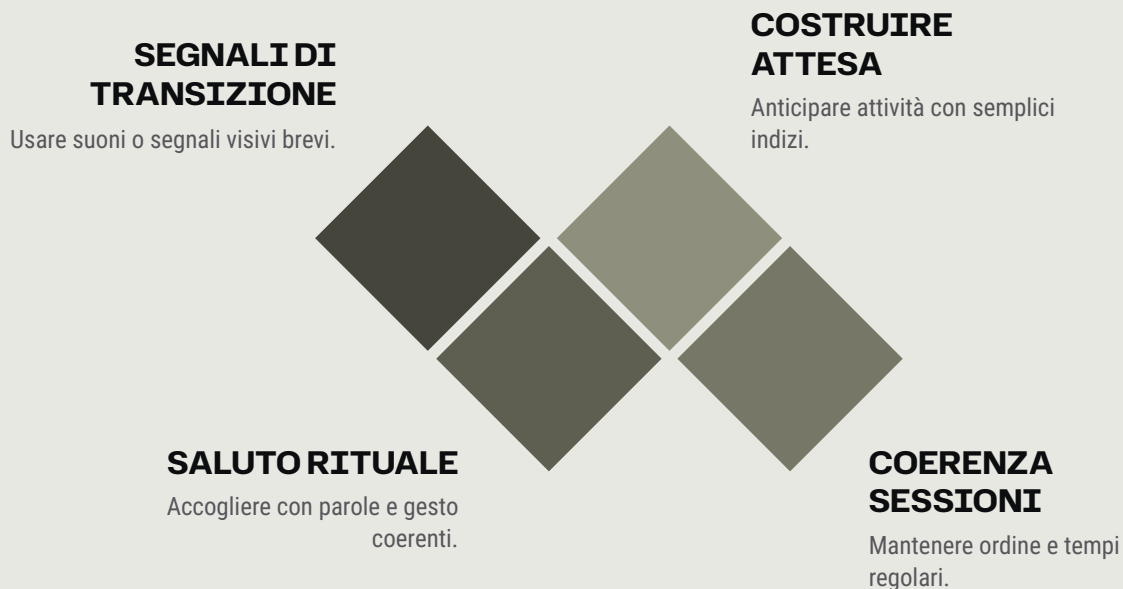 SEGNALI DI
TRANSIZIONE
Usare suoni o segnali visivi brevi.
COSTRUIRE
ATTESA
Anticipare attività con semplici
indizi.
SALUTO RITUALE
Accogliere con parole e gesto
coerenti.
COERENZA
SESSIONI
Mantenere ordine e tempi
regolari.